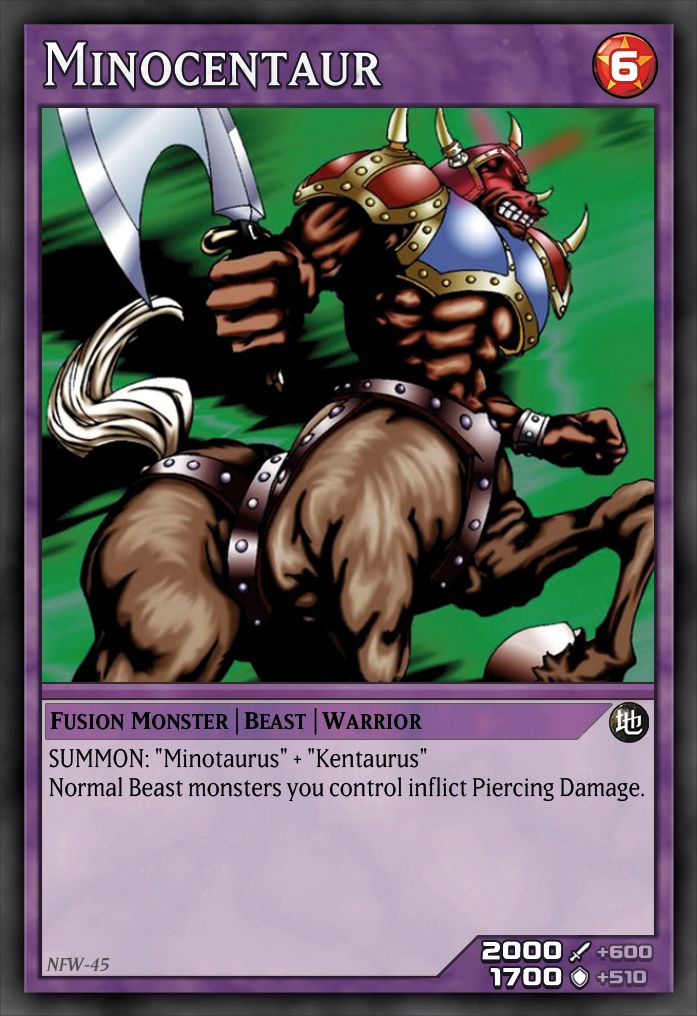 Minocentaur
6
Fusion Monster | Beast | Warrior
SUMMON: "Minotaurus" + "Kentaurus"
Normal Beast monsters you control inflict Piercing Damage.
2000 +600
NFW-45
1700 +510